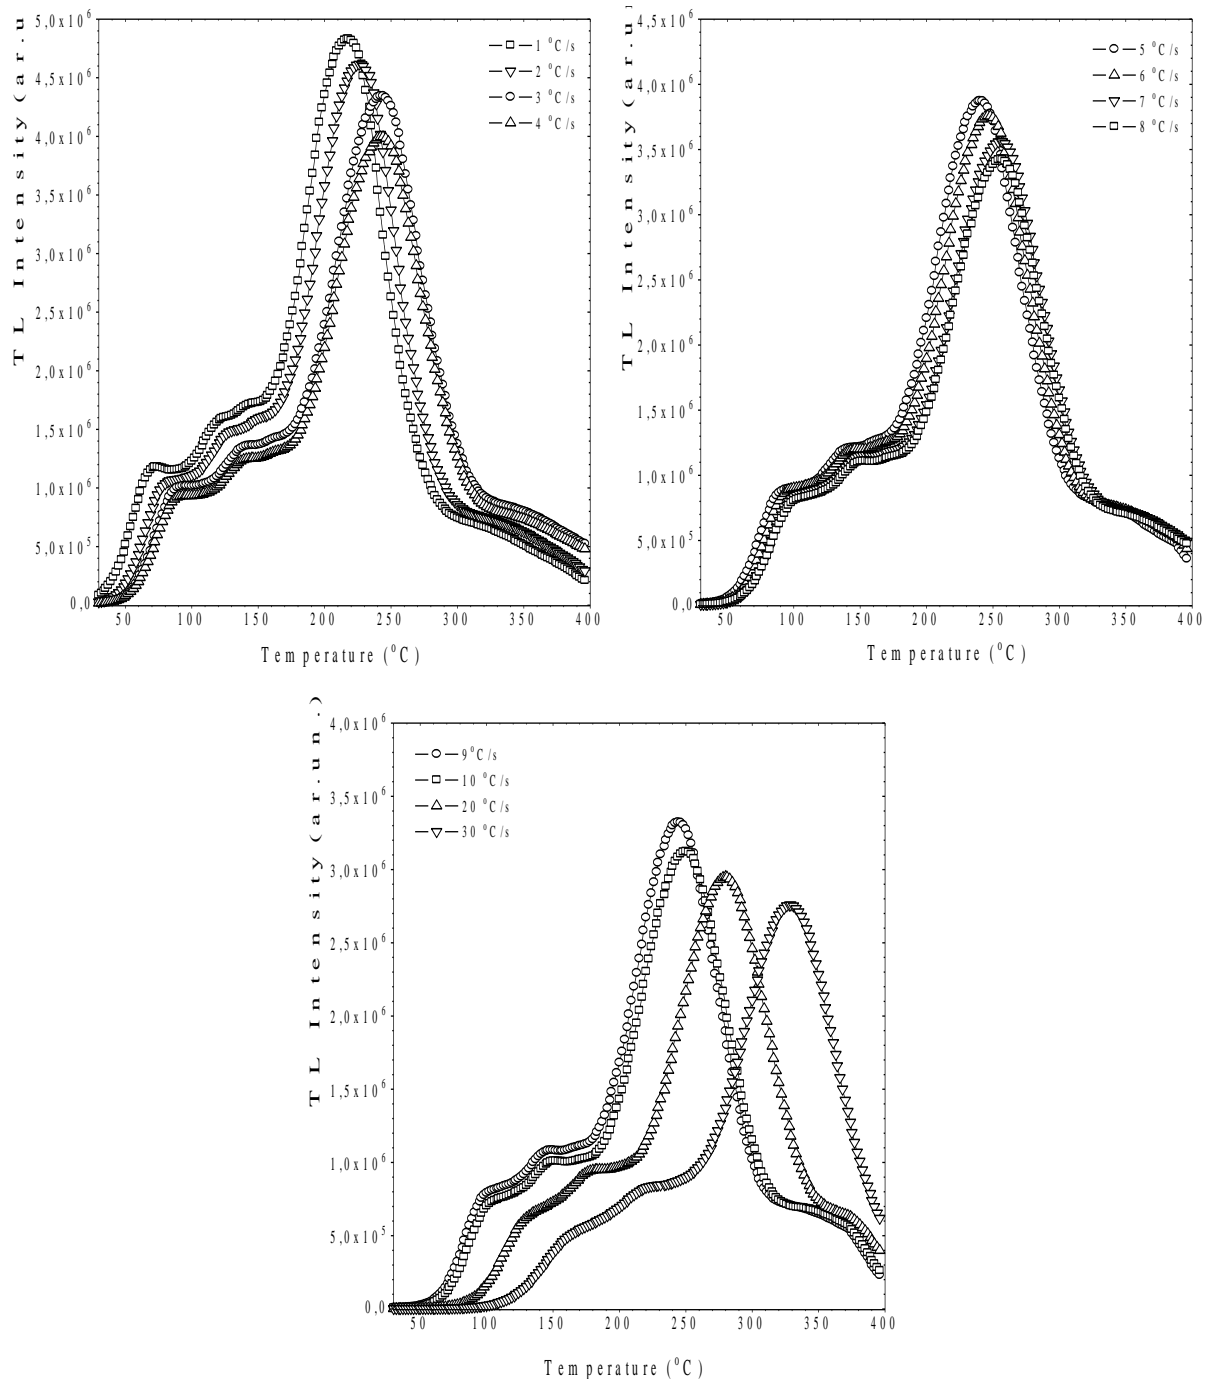 TL Intensity (ar.u
5,0x10⁶
4,5x10⁶
4,0x10⁶
3,5x10⁶
3,0x10⁶
2,5x10⁶
2,0x10⁶
1,5x10⁶
1,0x10⁶
5,0x10⁵
0,0
50 100 150 200 250 300 350 400
Temperature (°C)
1 °C/s
2 °C/s
3 °C/s
4 °C/s
TL Intensity (ar.u
4,5x10⁶
4,0x10⁶
3,5x10⁶
3,0x10⁶
2,5x10⁶
2,0x10⁶
1,5x10⁶
1,0x10⁶
5,0x10⁵
0,0
50 100 150 200 250 300 350 400
Temperature (°C)
5 °C/s
6 °C/s
7 °C/s
8 °C/s
TL Intensity (ar.un.)
4,0x10⁶
3,5x10⁶
3,0x10⁶
2,5x10⁶
2,0x10⁶
1,5x10⁶
1,0x10⁶
5,0x10⁵
0,0
50 100 150 200 250 300 350 400
Temperature (°C)
9 °C/s
10 °C/s
20 °C/s
30 °C/s